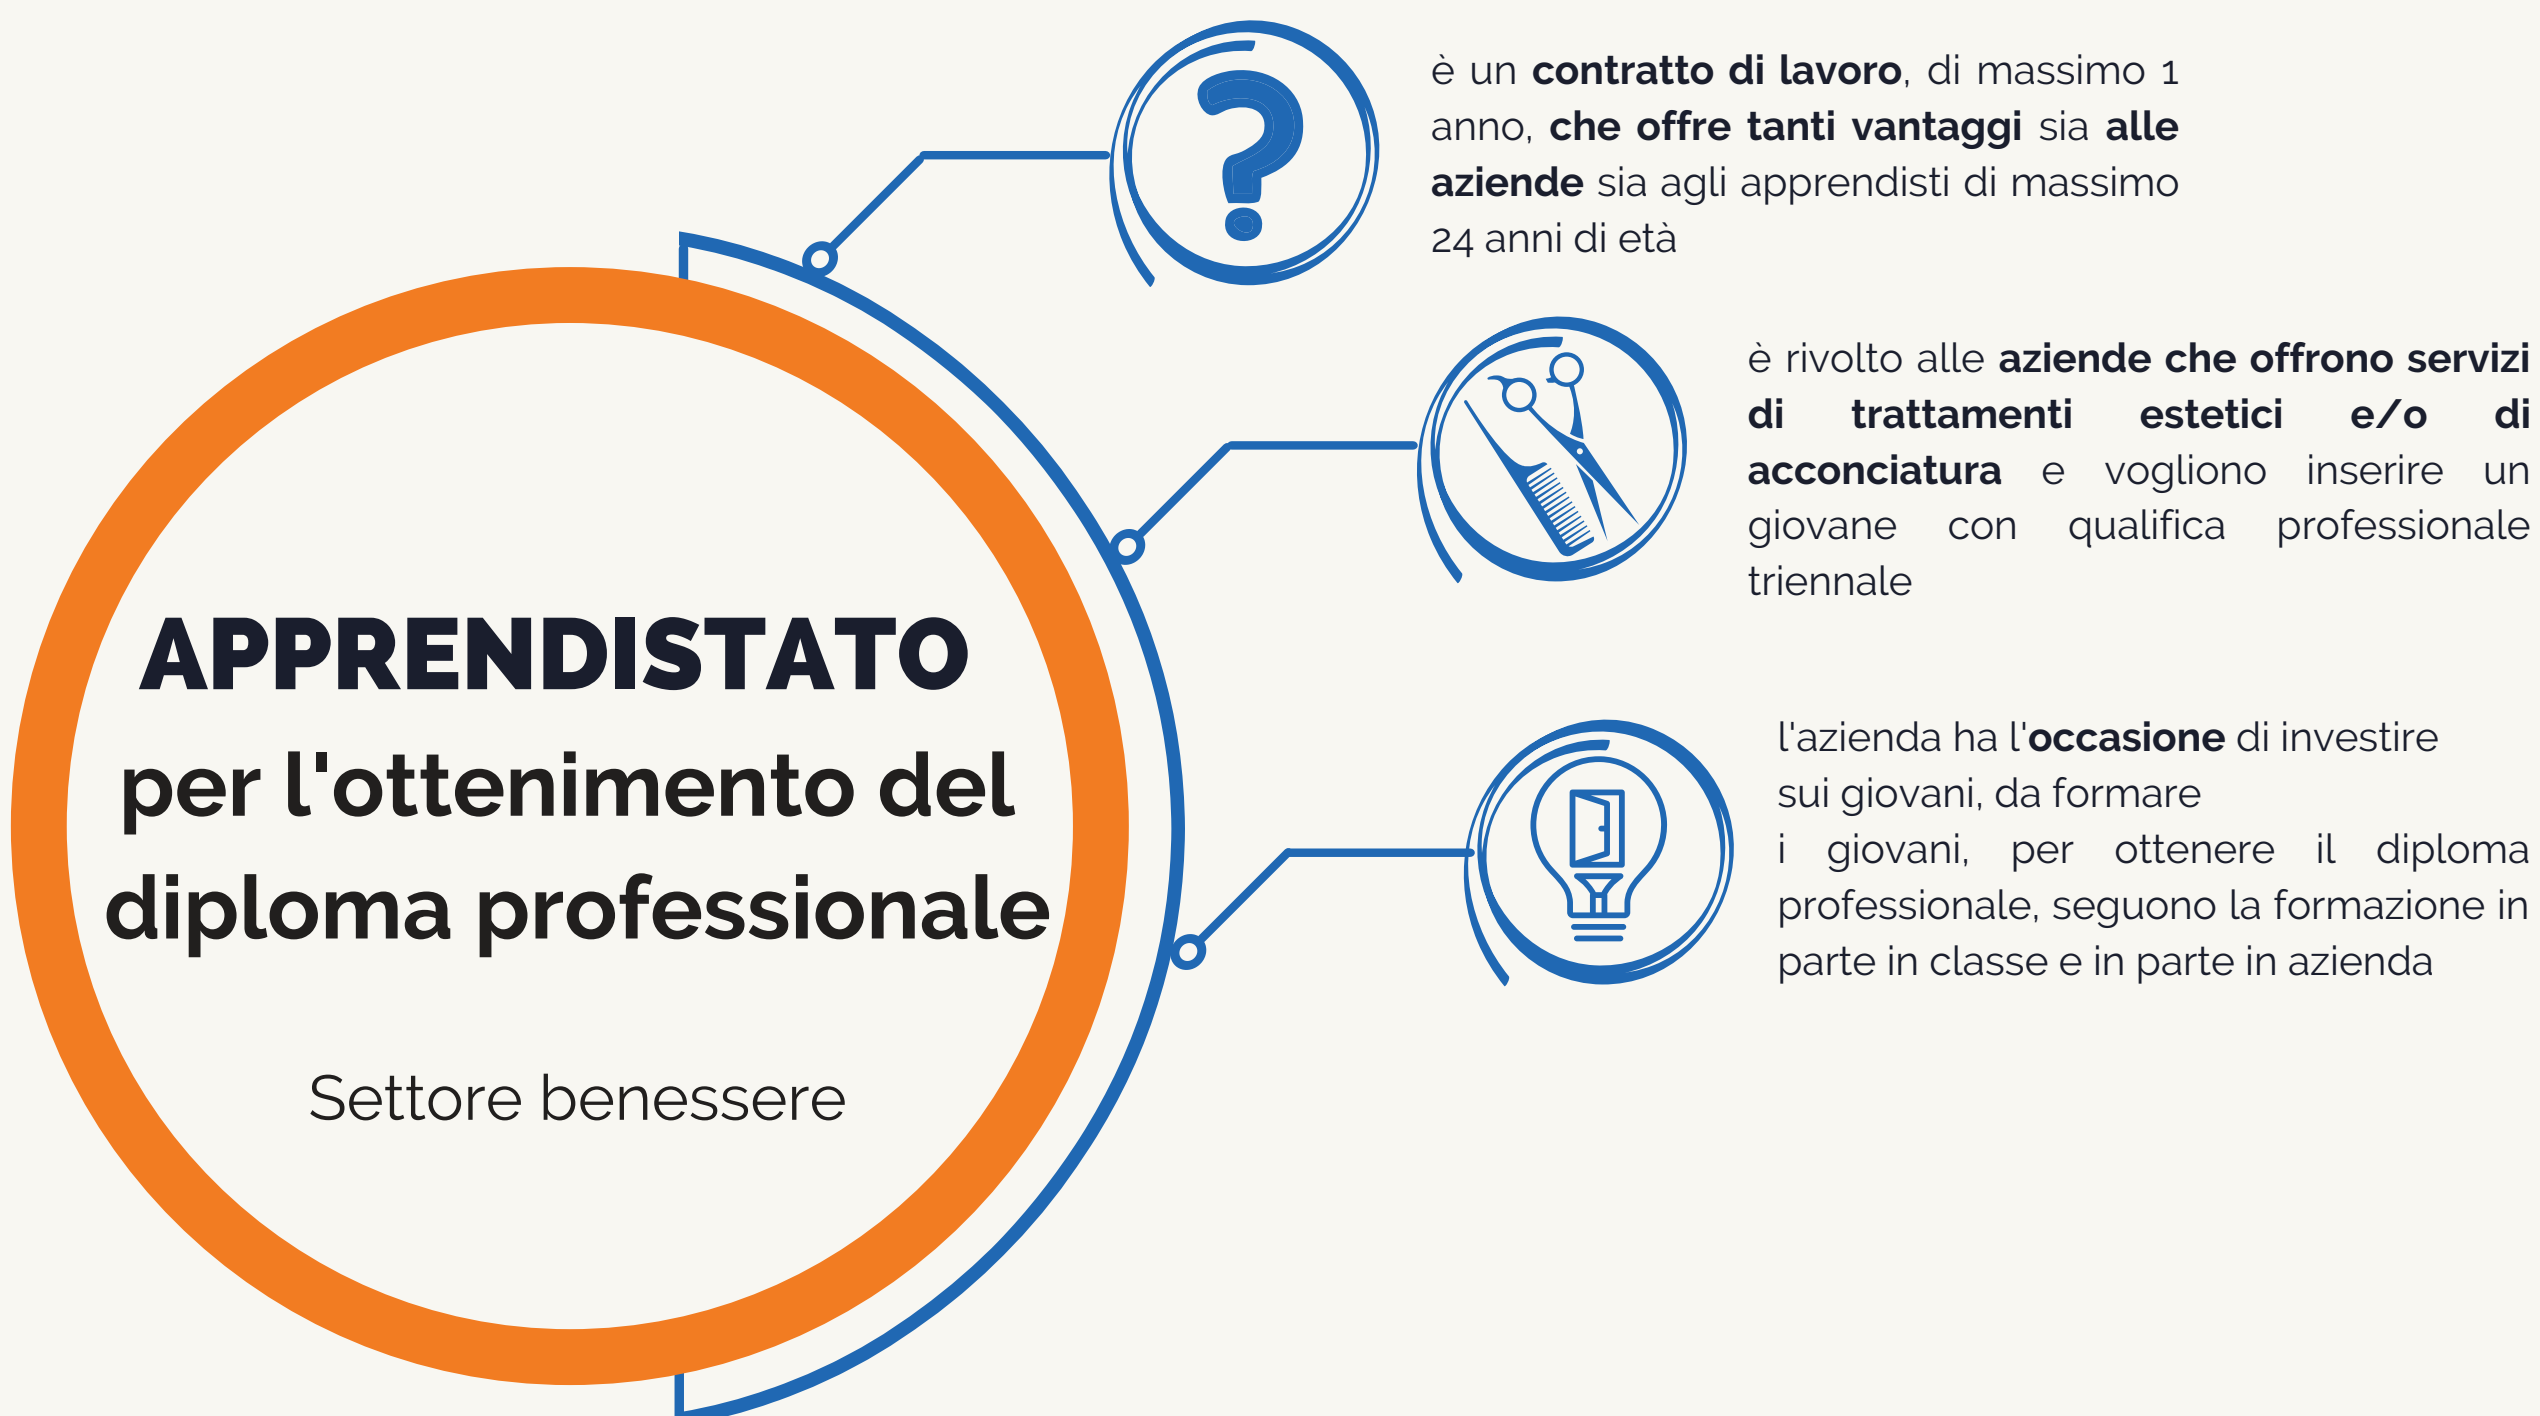 APPRENDISTATO
per l'ottenimento del
diploma professionale
Settore benessere
è un contratto di lavoro, di massimo 1
anno, che offre tanti vantaggi sia alle
aziende sia agli apprendisti di massimo
24 anni di età
è rivolto alle aziende che offrono servizi
di trattamenti estetici e/o di
acconciatura e vogliono inserire un
giovane con qualifica professionale
triennale
l'azienda ha l'occasione di investire
sui giovani, da formare
i giovani, per ottenere il diploma
professionale, seguono la formazione in
parte in classe e in parte in azienda